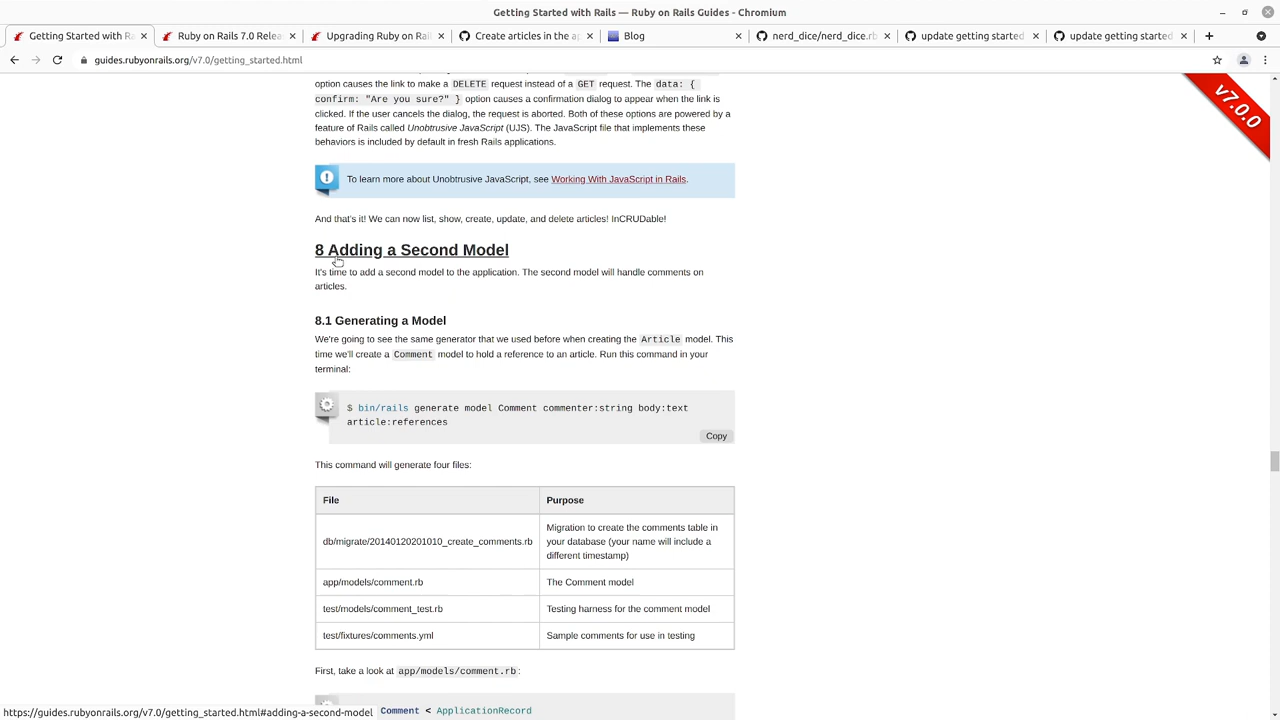 Getting Started with Rails — Ruby on Rails Guides - Chromium
Getting Started with Ra
Ruby on Rails 7.0 Relea
Upgrading Ruby on Rail
Create articles in the ap
Blog
nerd_dice/nerd_dice.rb
update getting started
update getting started
guides.rubyonrails.org/v7.0/getting_started.html
v7.0.0
option causes the link to make a DELETE request instead of a GET request. The data: {
confirm: "Are you sure?" } option causes a confirmation dialog to appear when the link is
clicked. If the user cancels the dialog, the request is aborted. Both of these options are powered by a
feature of Rails called Unobtrusive JavaScript (UJS). The JavaScript file that implements these
behaviors is included by default in fresh Rails applications.
To learn more about Unobtrusive JavaScript, see Working With JavaScript in Rails.
And that's it! We can now list, show, create, update, and delete articles! InCRUDable!
8 Adding a Second Model
It's time to add a second model to the application. The second model will handle comments on
articles.
8.1 Generating a Model
We're going to see the same generator that we used before when creating the Article model. This
time we'll create a Comment model to hold a reference to an article. Run this command in your
terminal:
$ bin/rails generate model Comment commenter:string body:text
article:references
Copy
This command will generate four files:
File Purpose
db/migrate/20140120201010_create_comments.rb Migration to create the comments table in
your database (your name will include a
different timestamp)
app/models/comment.rb The Comment model
test/models/comment_test.rb Testing harness for the comment model
test/fixtures/comments.yml Sample comments for use in testing
First, take a look at app/models/comment.rb:
Comment < ApplicationRecord
https://guides.rubyonrails.org/v7.0/getting_started.html#adding-a-second-model